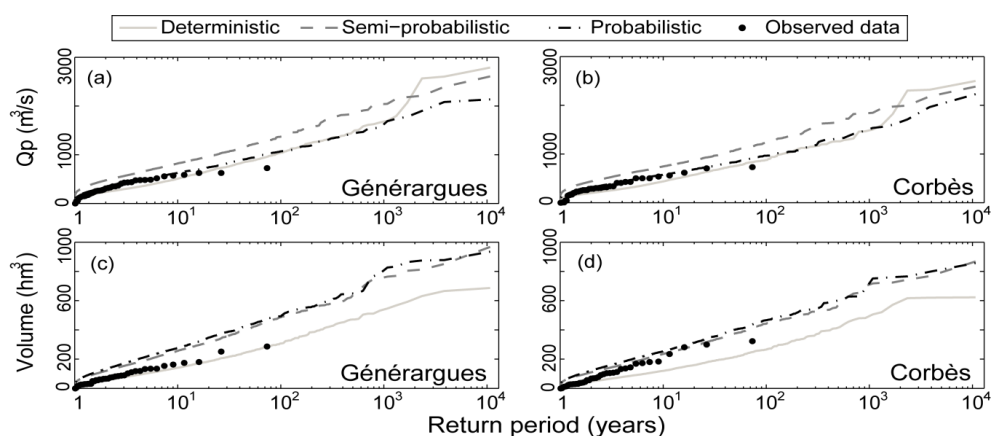 Deterministic Semi-probabilistic Probabilistic Observed data
(a)
Qp (m³/s)
3000
1000
0
Générargues
1 10¹ 10² 10³ 10⁴
(b)
3000
1000
0
Corbès
1 10¹ 10² 10³ 10⁴
(c)
Volume (hm³)
1000
600
200
0
Générargues
1 10¹ 10² 10³ 10⁴
(d)
1000
600
200
0
Corbès
1 10¹ 10² 10³ 10⁴
Return period (years)